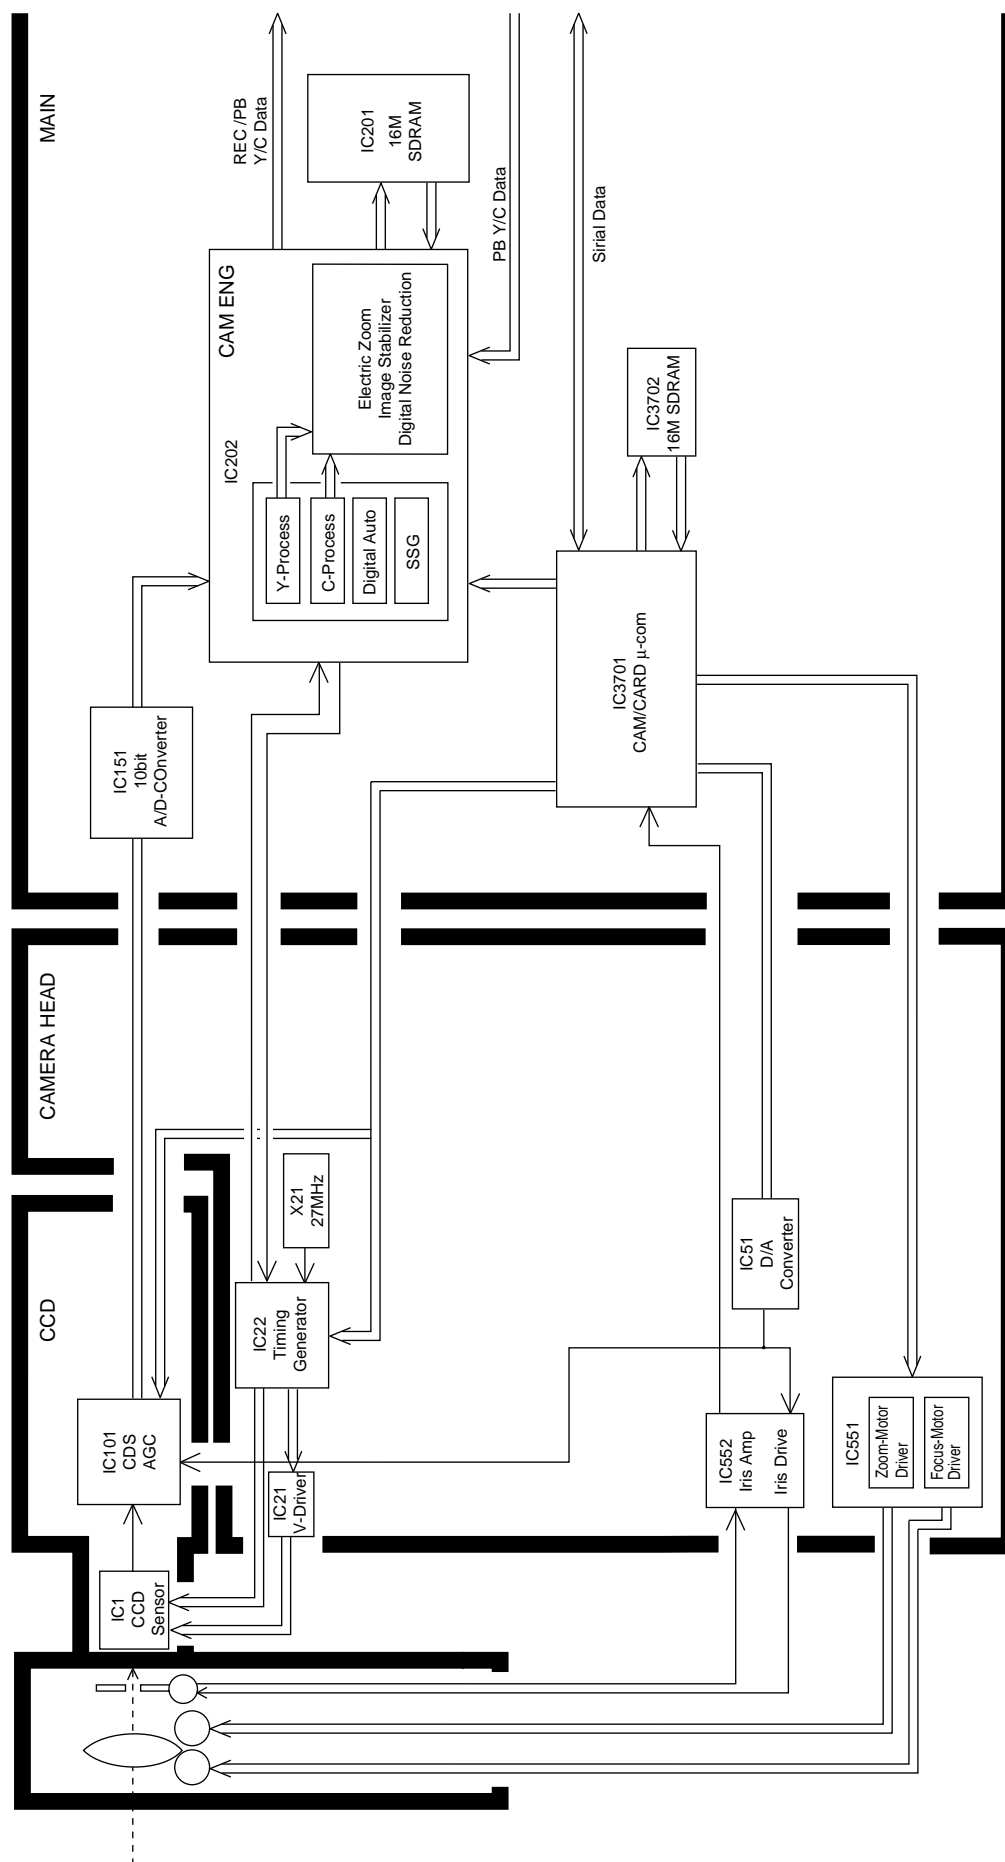 MAIN
REC /PB
Y/C Data
IC201
16M
SDRAM
PB Y/C Data
Sirial Data
CAM ENG
IC202
Electric Zoom
Image Stabilizer
Digital Noise Reduction
Y-Process
C-Process
Digital Auto
SSG
IC3702
16M SDRAM
IC151
10bit
A/D-COnverter
IC3701
CAM/CARD μ-com
CAMERA HEAD
X21
27MHz
CCD
IC51
D/A
Converter
IC22
Timing
Generator
IC101
CDS
AGC
IC21
V-Driver
IC552
Iris Amp
Iris Drive
IC551
Zoom-Motor
Driver
Focus-Motor
Driver
IC1
CCD
Sensor